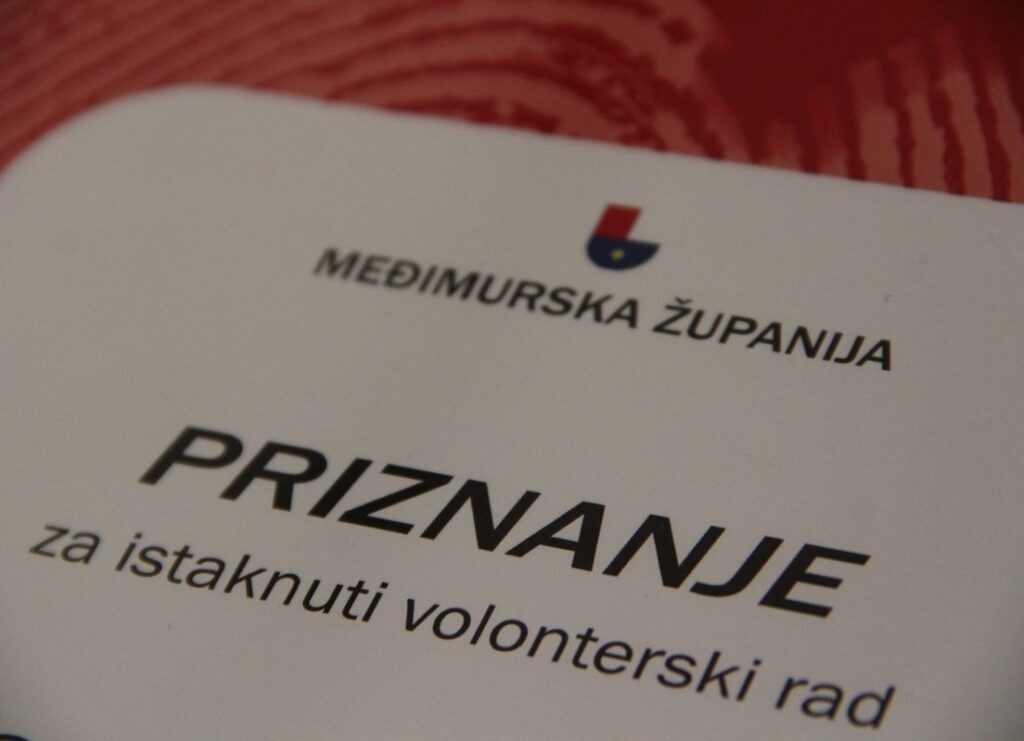 MEĐIMURSKA ŽUPANIJA
PRIZNANJE
za istaknuti volonterski rad